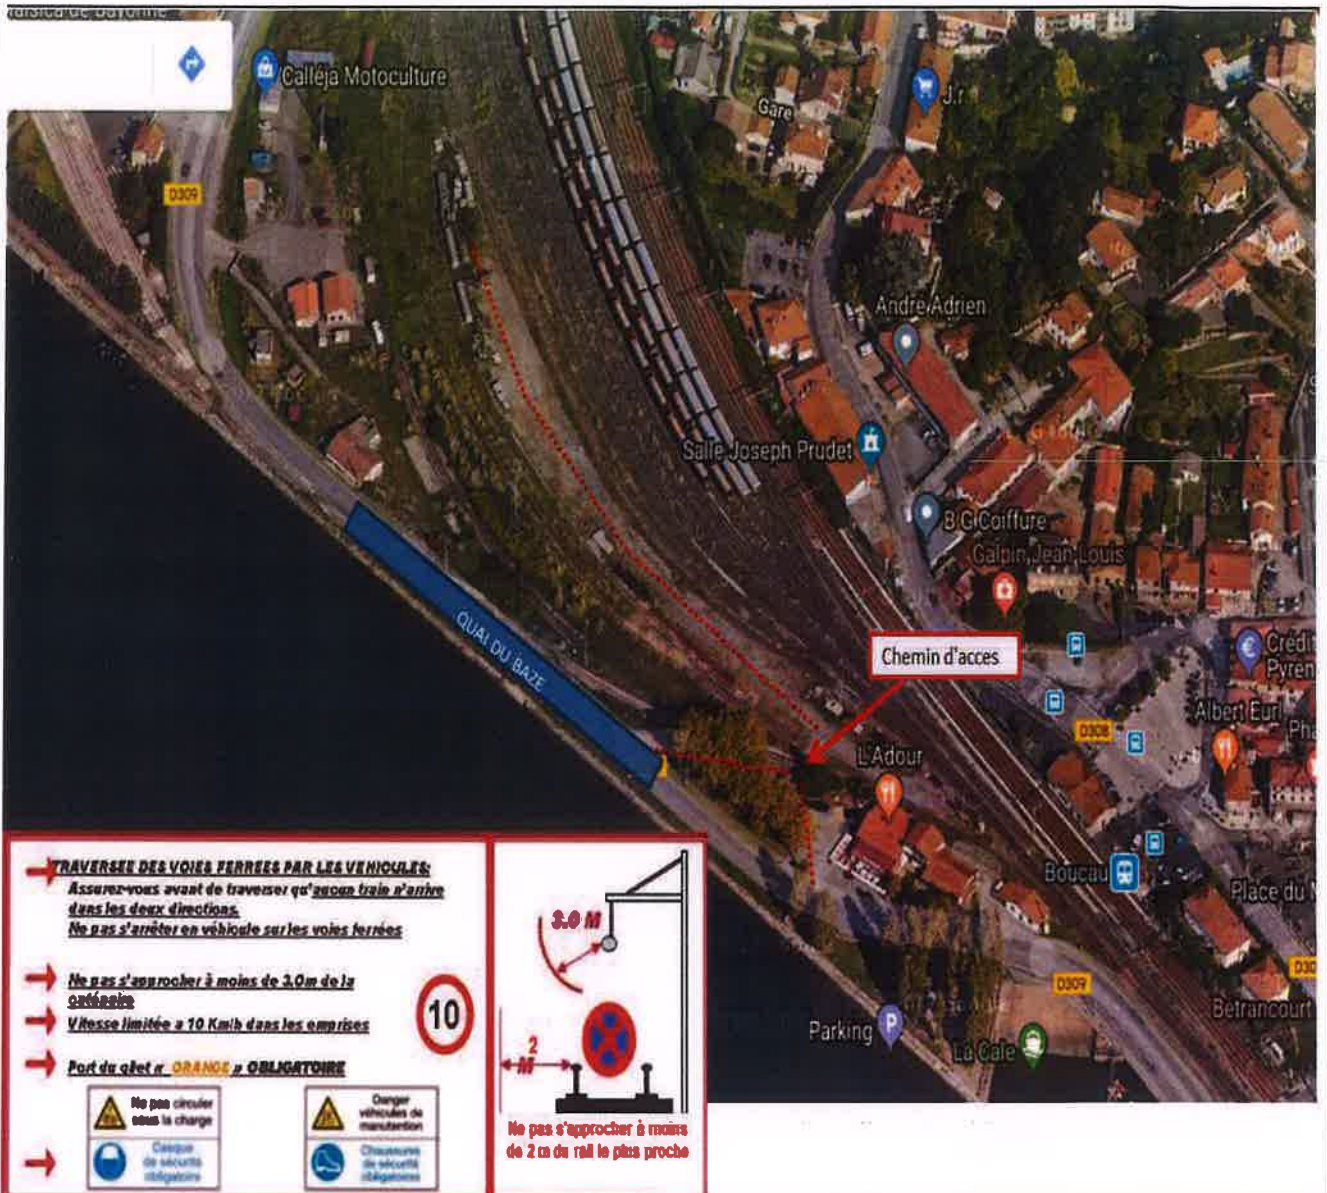 Calléja Motoculture
J.r
Gare
D309
Andre Adrien
Salle Joseph Prudet
B G Coiffure
Galpin Jean Louis
QUAI DU BAZE
Chemin d'acces
Crédi
Pyren
Albert Eurl
Pha
D308
L'Adour
Boucau
Place du
D309
Betrancourt
Parking
La Cale
TRAVERSEE DES VOIES FERREES PAR LES VEHICULES:
Assurez-vous avant de traverser qu'aucun train n'arrive
dans les deux directions.
Ne pas s'arrêter en véhicule sur les voies ferrées
Ne pas s'approcher à moins de 3.0m de la
caténaire
Vitesse limitée a 10 Km/h dans les emprises
10
Port du gilet « ORANGE » OBLIGATOIRE
Ne pas circuler
sous la charge
Casque
de sécurité
obligatoire
Danger
véhicules de
manutention
Chaussures
de sécurité
obligatoires
3.0 M
2
M
Ne pas s'approcher à moins
de 2 m du rail le plus proche